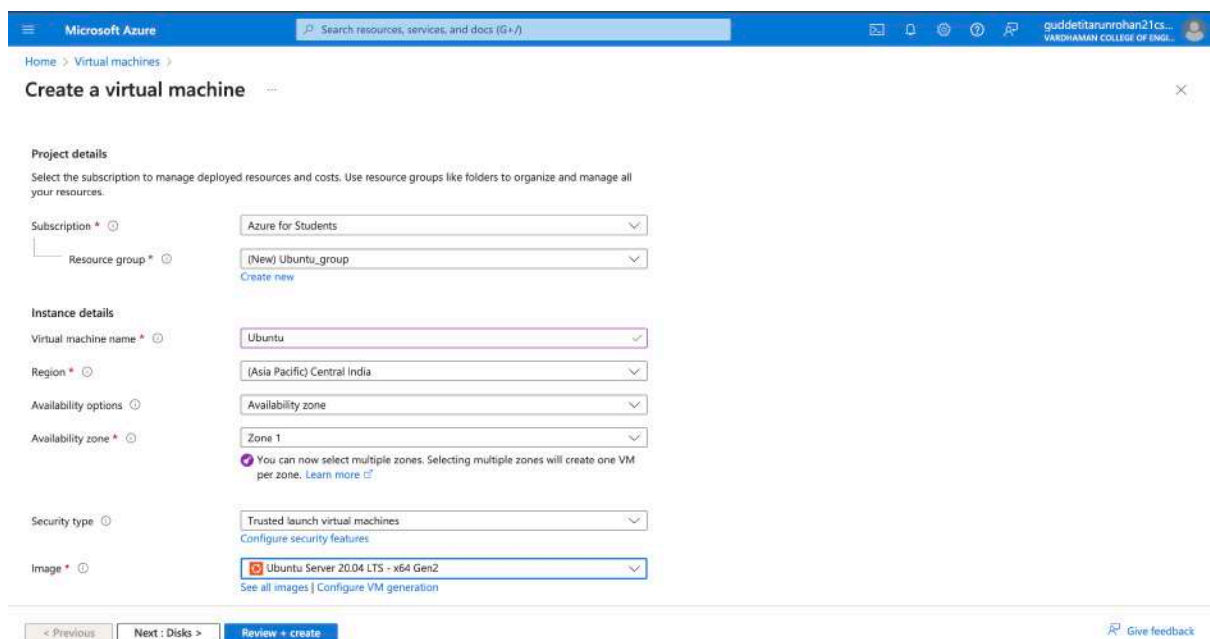 Microsoft Azure
Search resources, services, and docs (G+/)
guddetitarunrohan21cs...
VARDHAMAN COLLEGE OF ENGI...
Home > Virtual machines >
Create a virtual machine ...
Project details
Select the subscription to manage deployed resources and costs. Use resource groups like folders to organize and manage all
your resources.
Subscription * Azure for Students
Resource group * (New) Ubuntu_group
Create new
Instance details
Virtual machine name * Ubuntu
Region * (Asia Pacific) Central India
Availability options Availability zone
Availability zone * Zone 1
You can now select multiple zones. Selecting multiple zones will create one VM
per zone. Learn more
Security type Trusted launch virtual machines
Configure security features
Image * Ubuntu Server 20.04 LTS - x64 Gen2
See all images | Configure VM generation
< Previous Next : Disks > Review + create Give feedback